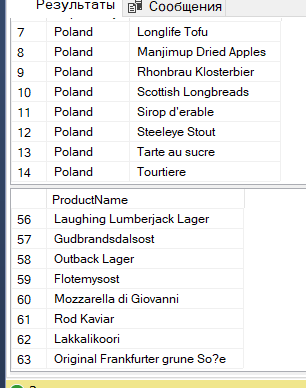 Результаты Сообщения
7 Poland Longlife Tofu
8 Poland Manjimup Dried Apples
9 Poland Rhonbrau Klosterbier
10 Poland Scottish Longbreads
11 Poland Sirop d'erable
12 Poland Steeleye Stout
13 Poland Tarte au sucre
14 Poland Tourtiere
ProductName
56 Laughing Lumberjack Lager
57 Gudbrandsdalsost
58 Outback Lager
59 Flotemysost
60 Mozzarella di Giovanni
61 Rod Kaviar
62 Lakkalikoori
63 Original Frankfurter grune So?e